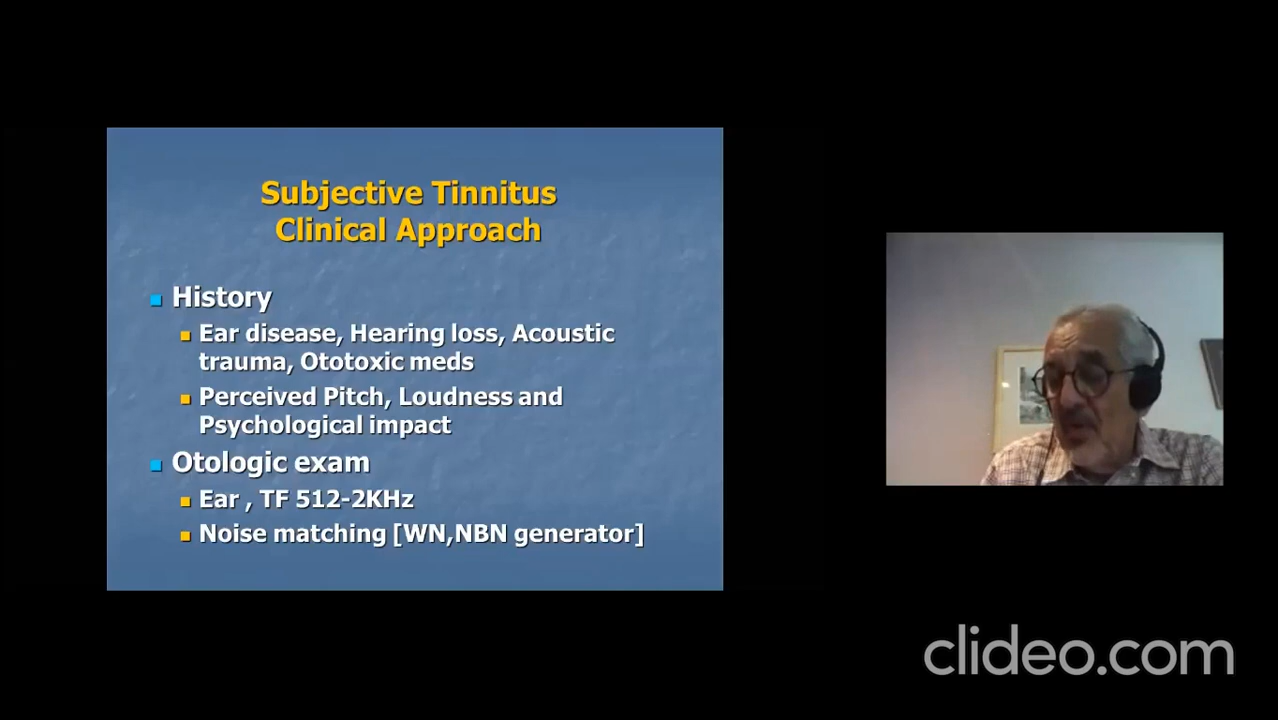 Subjective Tinnitus
Clinical Approach
History
Ear disease, Hearing loss, Acoustic
trauma, Ototoxic meds
Perceived Pitch, Loudness and
Psychological impact
Otologic exam
Ear , TF 512-2KHz
Noise matching [WN,NBN generator]
clideo.com